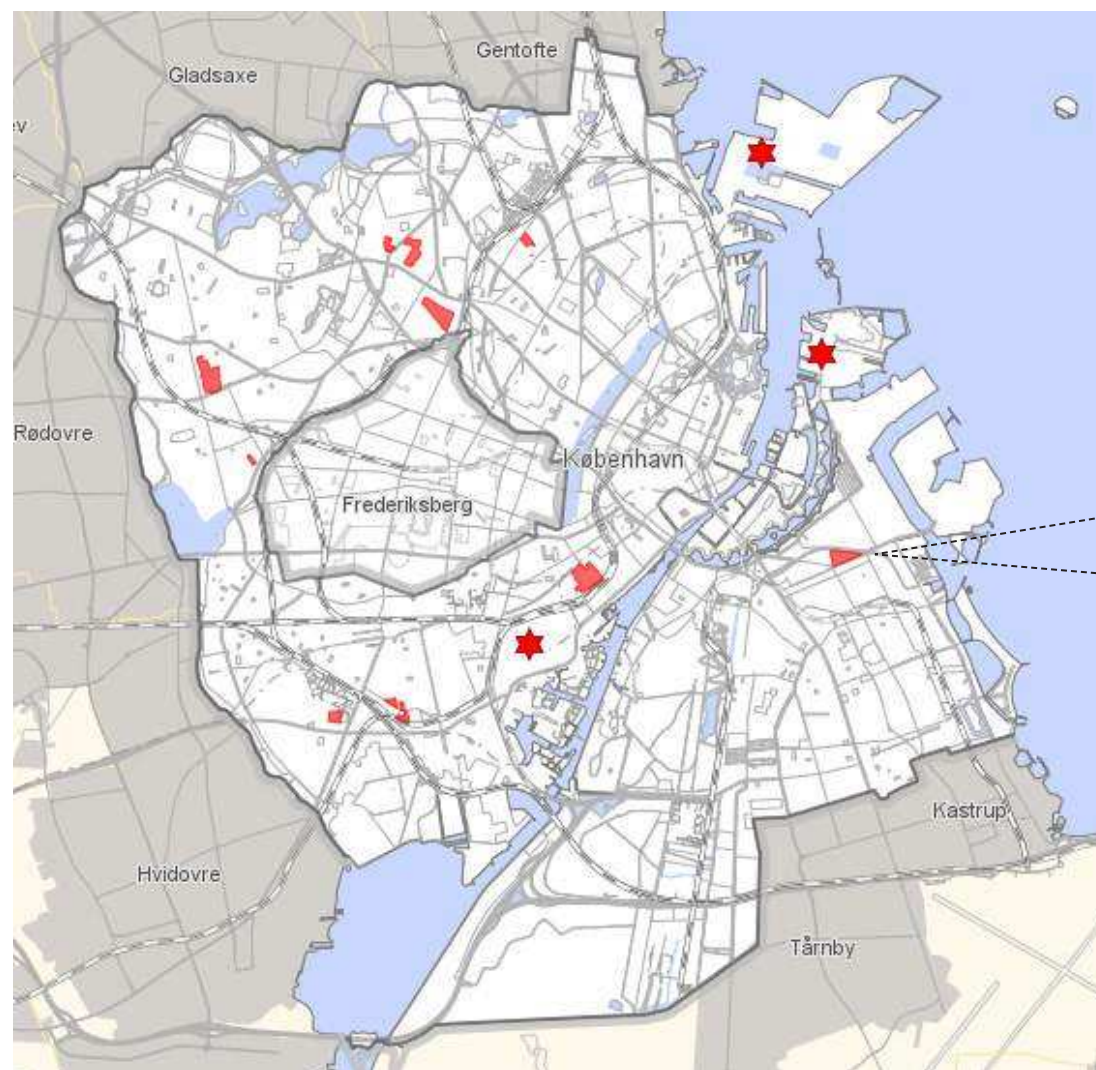 Gentofte
Gladsaxe
ev
Rødovre
København
Frederiksberg
Kastrup
Hvidovre
Tårnby